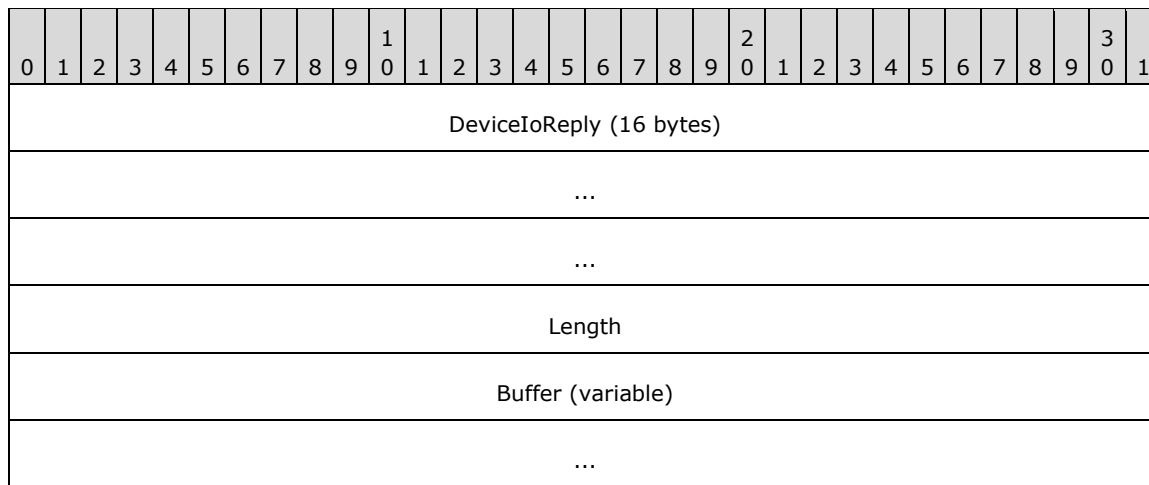 1 2 3
0 1 2 3 4 5 6 7 8 9 0 1 2 3 4 5 6 7 8 9 0 1 2 3 4 5 6 7 8 9 0 1
DeviceIoReply (16 bytes)
...
...
Length
Buffer (variable)
...